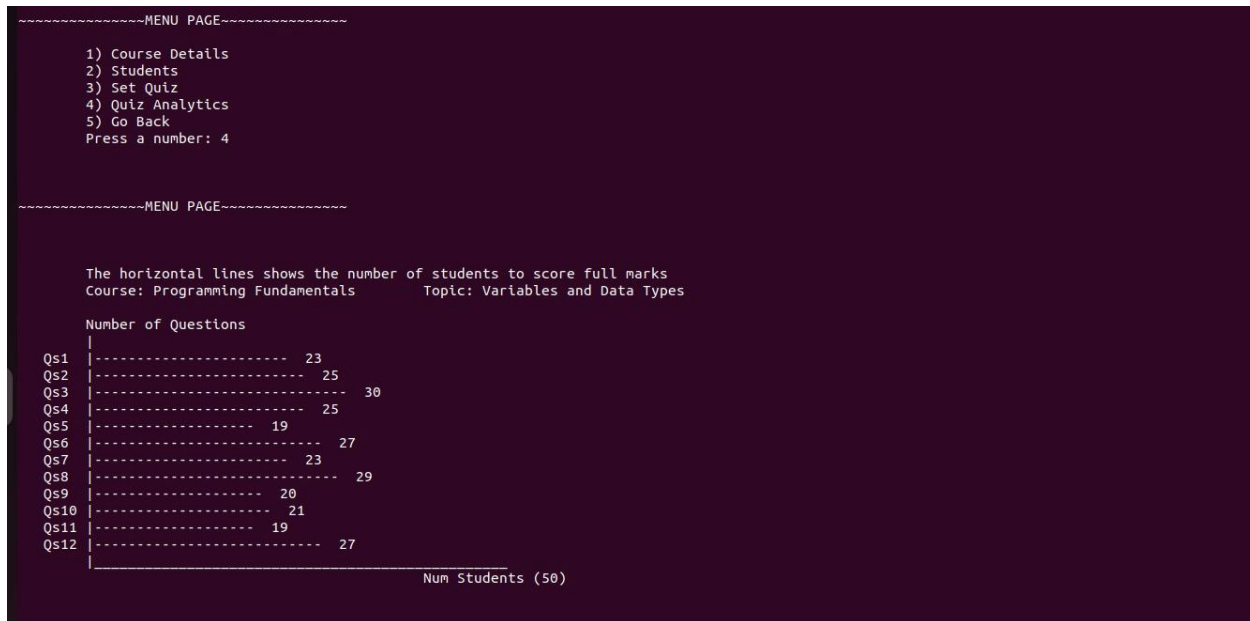 ~~~~~~~~~~~~~~~MENU PAGE~~~~~~~~~~~~~~~
1) Course Details
2) Students
3) Set Quiz
4) Quiz Analytics
5) Go Back
Press a number: 4
~~~~~~~~~~~~~~~MENU PAGE~~~~~~~~~~~~~~~
The horizontal lines shows the number of students to score full marks
Course: Programming Fundamentals        Topic: Variables and Data Types
Number of Questions
|
Qs1  |-----------------------  23
Qs2  |-------------------------  25
Qs3  |------------------------------  30
Qs4  |-------------------------  25
Qs5  |-------------------  19
Qs6  |---------------------------  27
Qs7  |-----------------------  23
Qs8  |-----------------------------  29
Qs9  |--------------------  20
Qs10 |---------------------  21
Qs11 |-------------------  19
Qs12 |---------------------------  27
|_________________________________________________
Num Students (50)